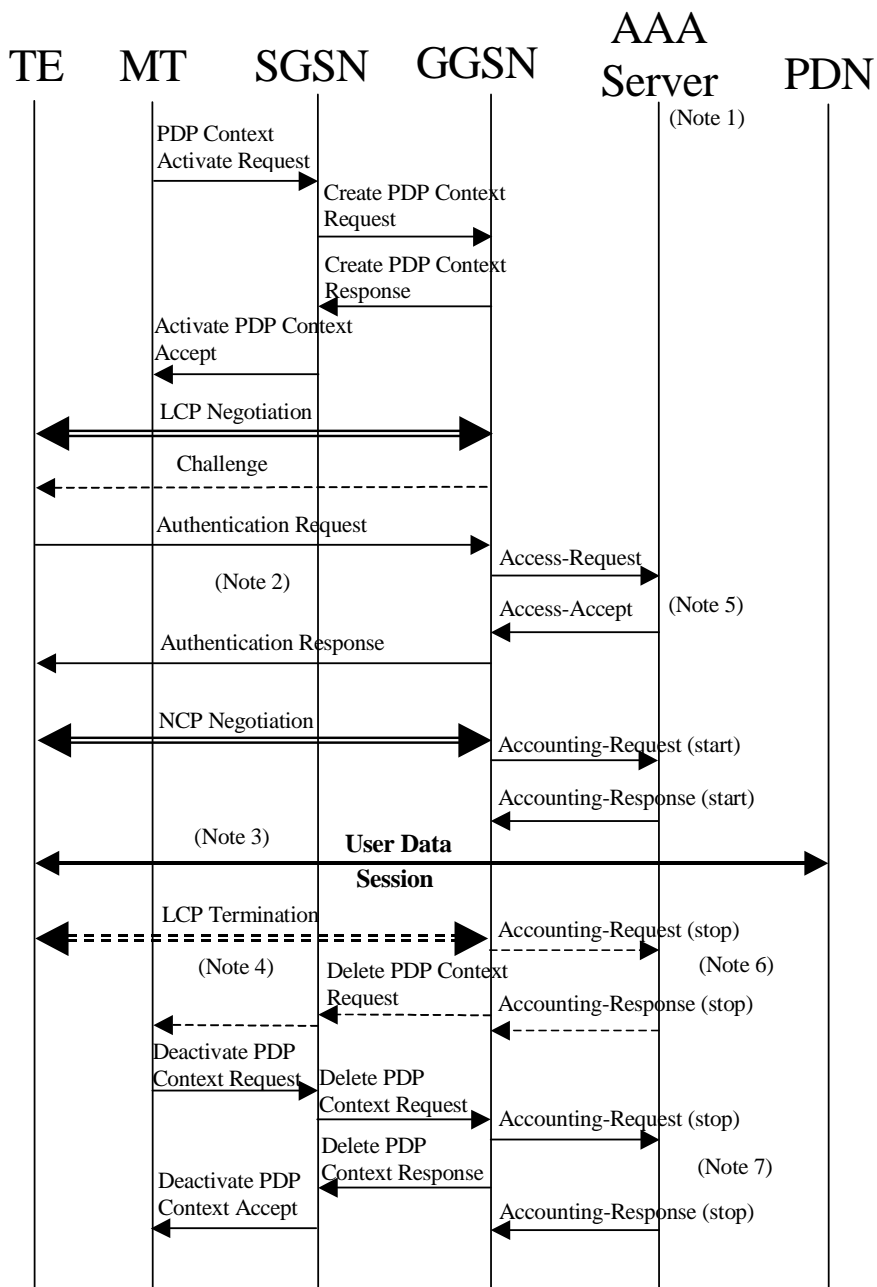 AAA
TE MT SGSN GGSN Server PDN
(Note 1)
PDP Context
Activate Request
Create PDP Context
Request
Create PDP Context
Response
Activate PDP Context
Accept
LCP Negotiation
Challenge
Authentication Request
Access-Request
(Note 2)
Access-Accept
(Note 5)
Authentication Response
NCP Negotiation
Accounting-Request (start)
Accounting-Response (start)
(Note 3)
User Data
Session
LCP Termination
Accounting-Request (stop)
(Note 4)
Delete PDP Context
Request
(Note 6)
Accounting-Response (stop)
Deactivate PDP
Context Request
Delete PDP
Context Request
Accounting-Request (stop)
Delete PDP
Context Response
(Note 7)
Deactivate PDP
Context Accept
Accounting-Response (stop)